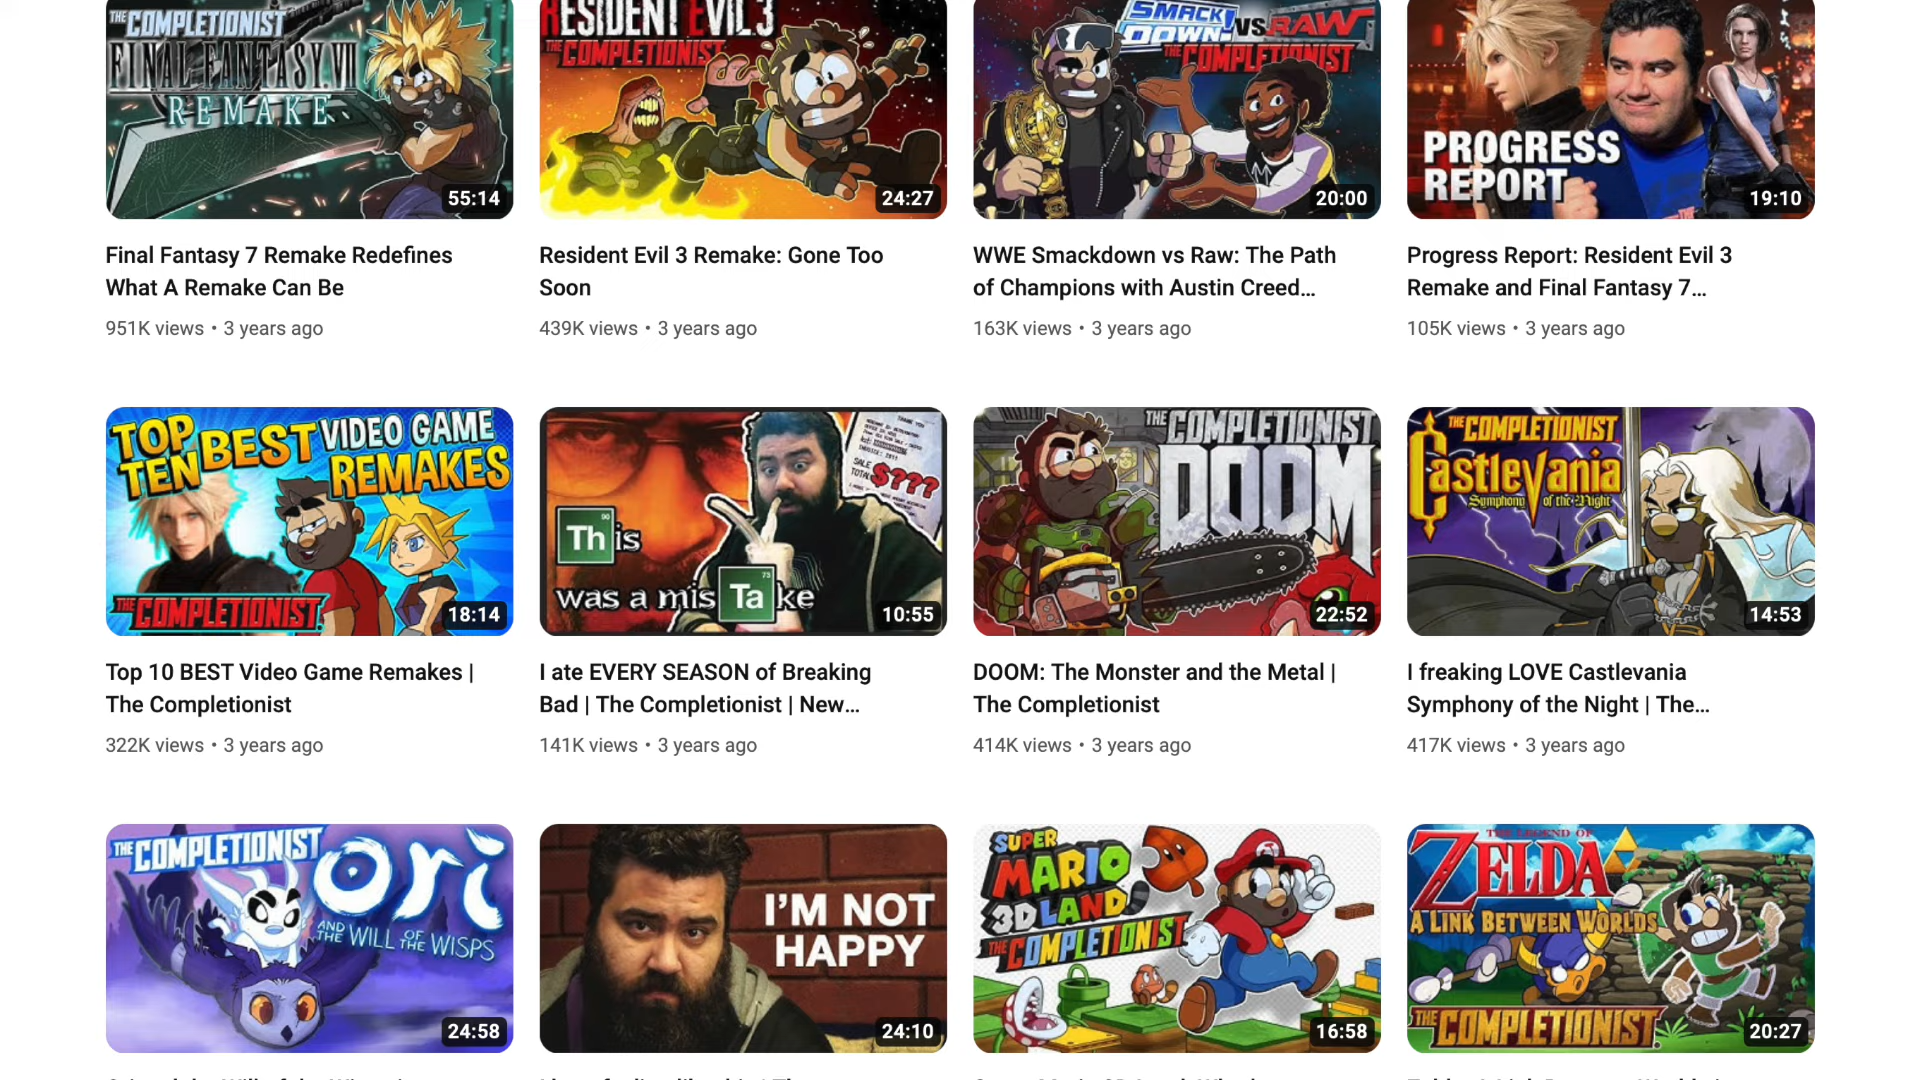 THE COMPLETIONIST
FINAL FANTASY VII
REMAKE
55:14
RESIDENT EVIL 3
THE COMPLETIONIST
24:27
SMACK DOWN! VS RAW
THE COMPLETIONIST
20:00
PROGRESS
REPORT
19:10
Final Fantasy 7 Remake Redefines
What A Remake Can Be
951K views • 3 years ago
Resident Evil 3 Remake: Gone Too
Soon
439K views • 3 years ago
WWE Smackdown vs Raw: The Path
of Champions with Austin Creed...
163K views • 3 years ago
Progress Report: Resident Evil 3
Remake and Final Fantasy 7...
105K views • 3 years ago
TOP TEN BEST VIDEO GAME
REMAKES
THE COMPLETIONIST
18:14
THANK YOU
SALE
TOTAL $???
This
was a misTake
10:55
THE COMPLETIONIST
DOOM
22:52
THE COMPLETIONIST
Castlevania
Symphony of the Night
14:53
Top 10 BEST Video Game Remakes |
The Completionist
322K views • 3 years ago
I ate EVERY SEASON of Breaking
Bad | The Completionist | New...
141K views • 3 years ago
DOOM: The Monster and the Metal |
The Completionist
414K views • 3 years ago
I freaking LOVE Castlevania
Symphony of the Night | The...
417K views • 3 years ago
THE COMPLETIONIST
ori
AND THE WILL OF THE WISPS
24:58
I'M NOT
HAPPY
24:10
SUPER
MARIO
3D LAND
THE COMPLETIONIST
16:58
THE LEGEND OF
ZELDA
A LINK BETWEEN WORLDS
THE COMPLETIONIST
20:27